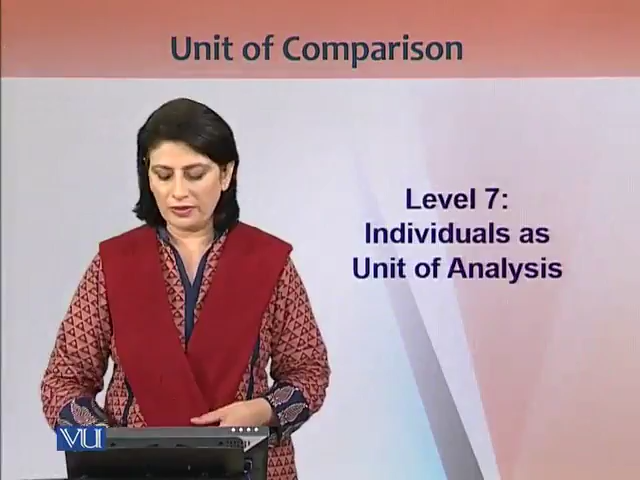 Unit of Comparison
Level 7:
Individuals as
Unit of Analysis
VU